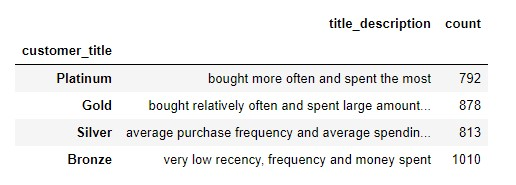 title_description count
customer_title
Platinum bought more often and spent the most 792
Gold bought relatively often and spent large amount... 878
Silver average purchase frequency and average spendin... 813
Bronze very low recency, frequency and money spent 1010